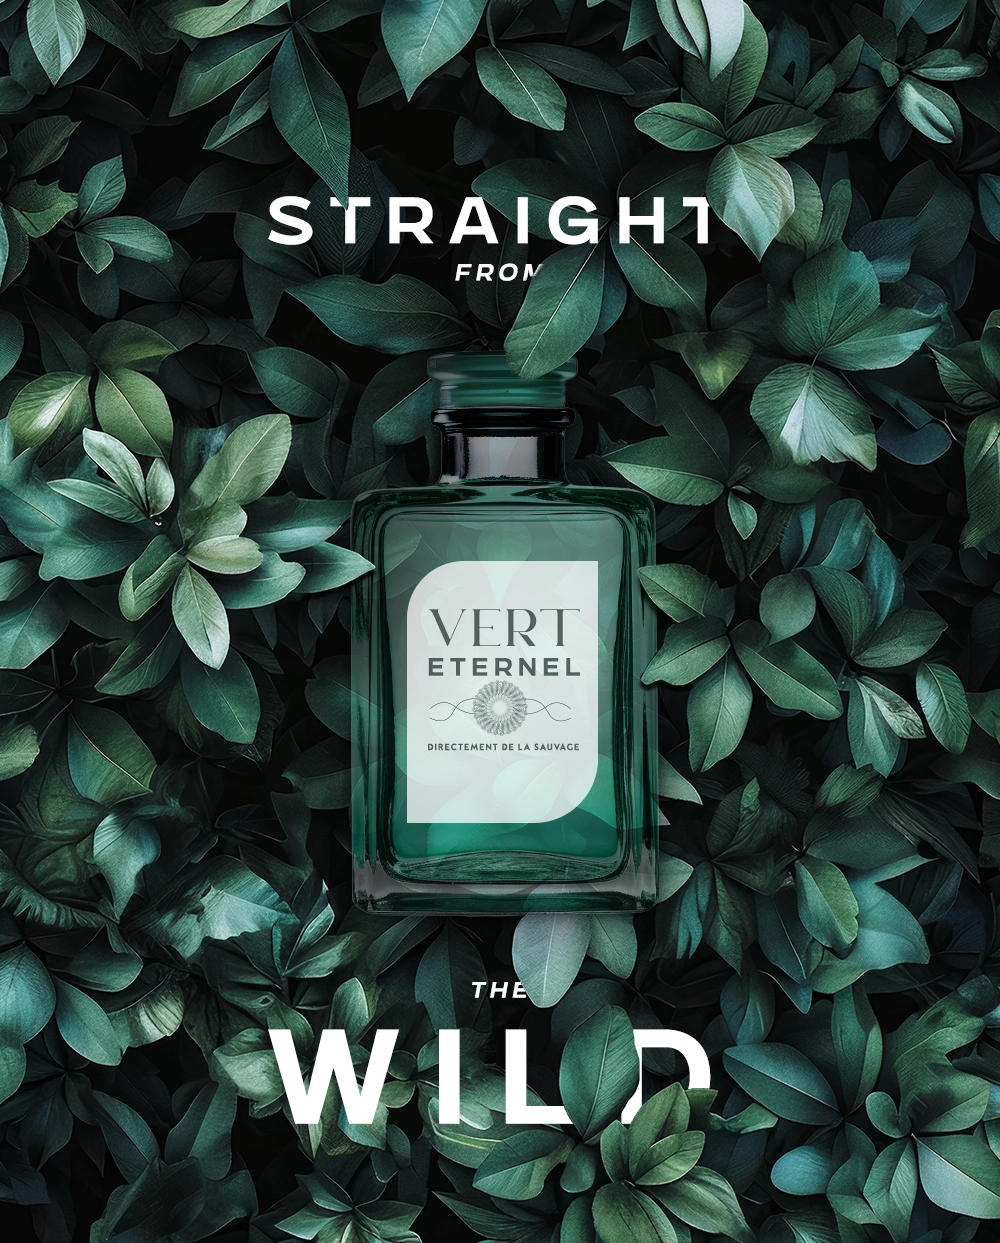 STRAIGHT
FROM
VERT
ETERNEL
DIRECTEMENT DE LA SAUVAGE
THE
WILD